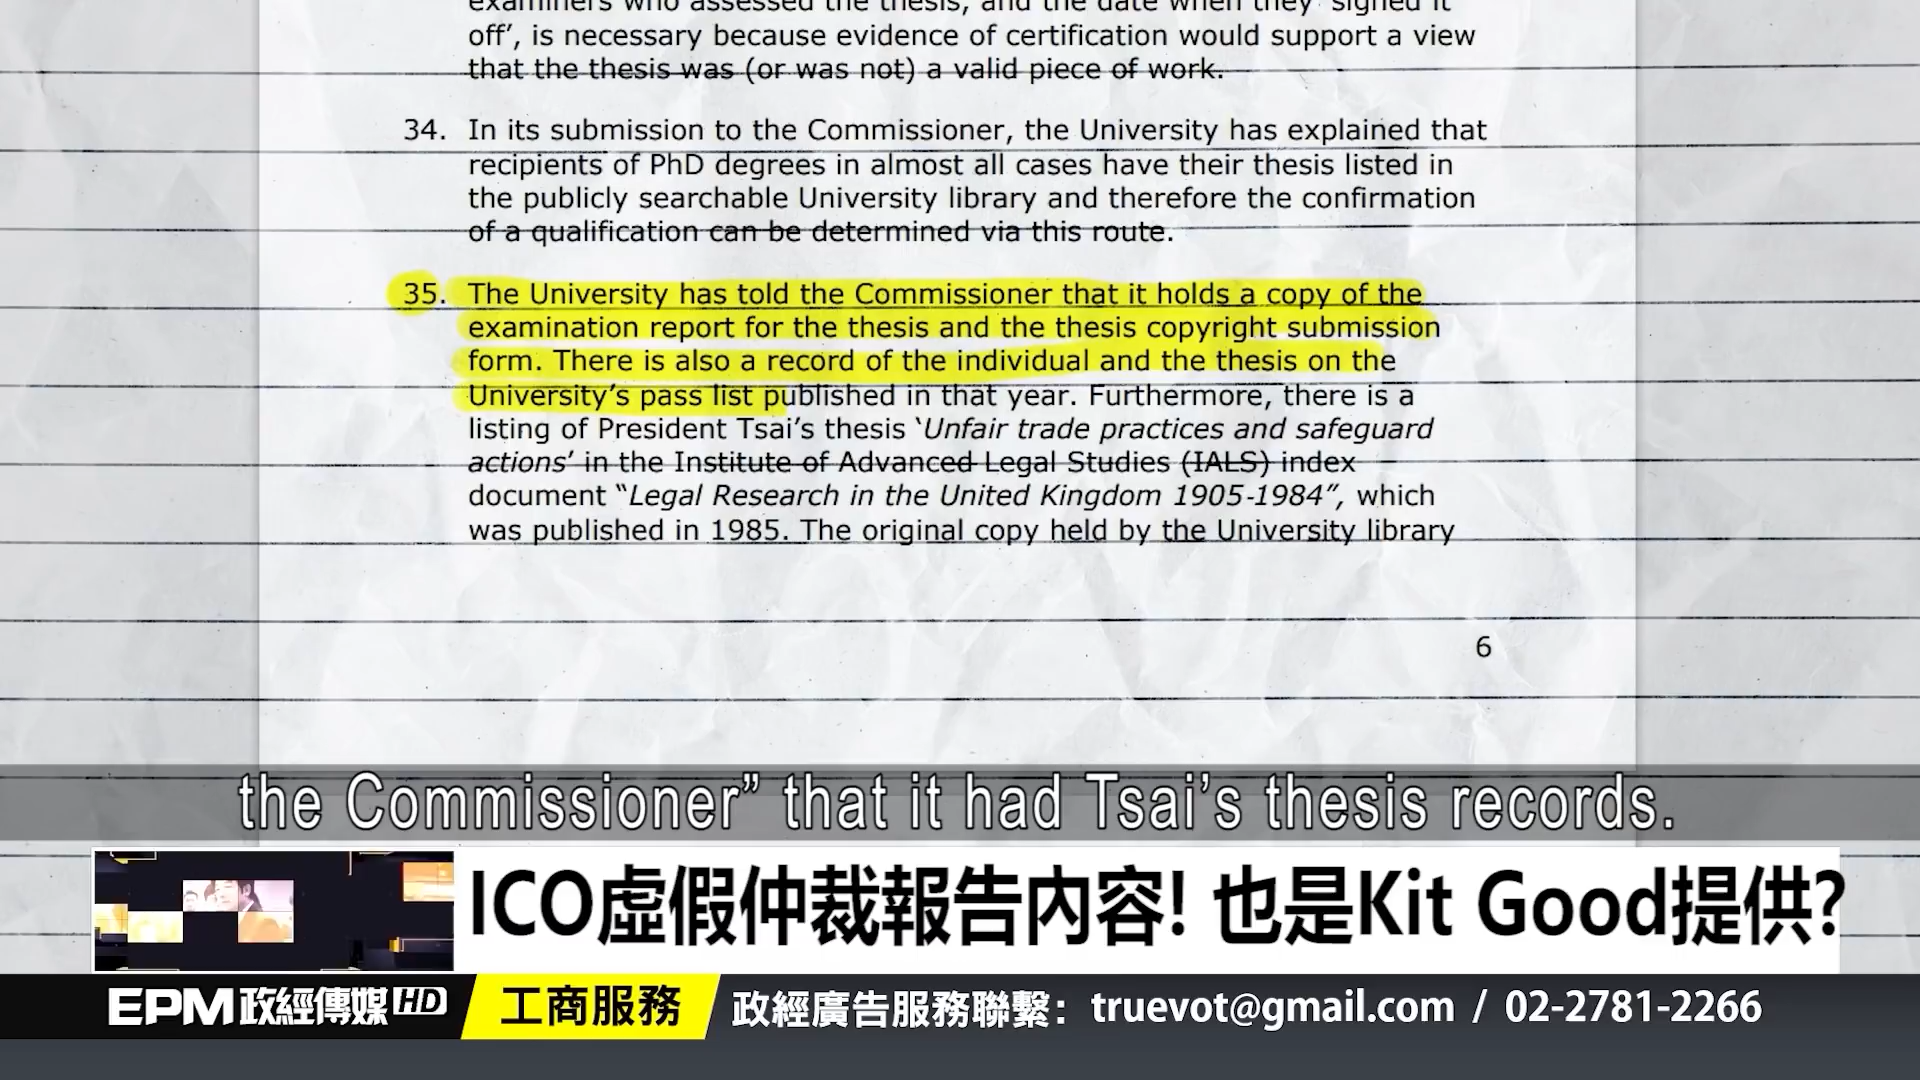 examiners who assessed the thesis, and the date when they 'signed it
off', is necessary because evidence of certification would support a view
that the thesis was (or was not) a valid piece of work.
34. In its submission to the Commissioner, the University has explained that
recipients of PhD degrees in almost all cases have their thesis listed in
the publicly searchable University library and therefore the confirmation
of a qualification can be determined via this route.
35. The University has told the Commissioner that it holds a copy of the
examination report for the thesis and the thesis copyright submission
form. There is also a record of the individual and the thesis on the
University's pass list published in that year. Furthermore, there is a
listing of President Tsai's thesis 'Unfair trade practices and safeguard
actions' in the Institute of Advanced Legal Studies (IALS) index
document "Legal Research in the United Kingdom 1905-1984", which
was published in 1985. The original copy held by the University library
6
the Commissioner” that it had Tsai’s thesis records.
ICO虛假仲裁報告內容! 也是Kit Good提供?
EPM政經傳媒HD 工商服務 政經廣告服務聯繫： truevot@gmail.com / 02-2781-2266